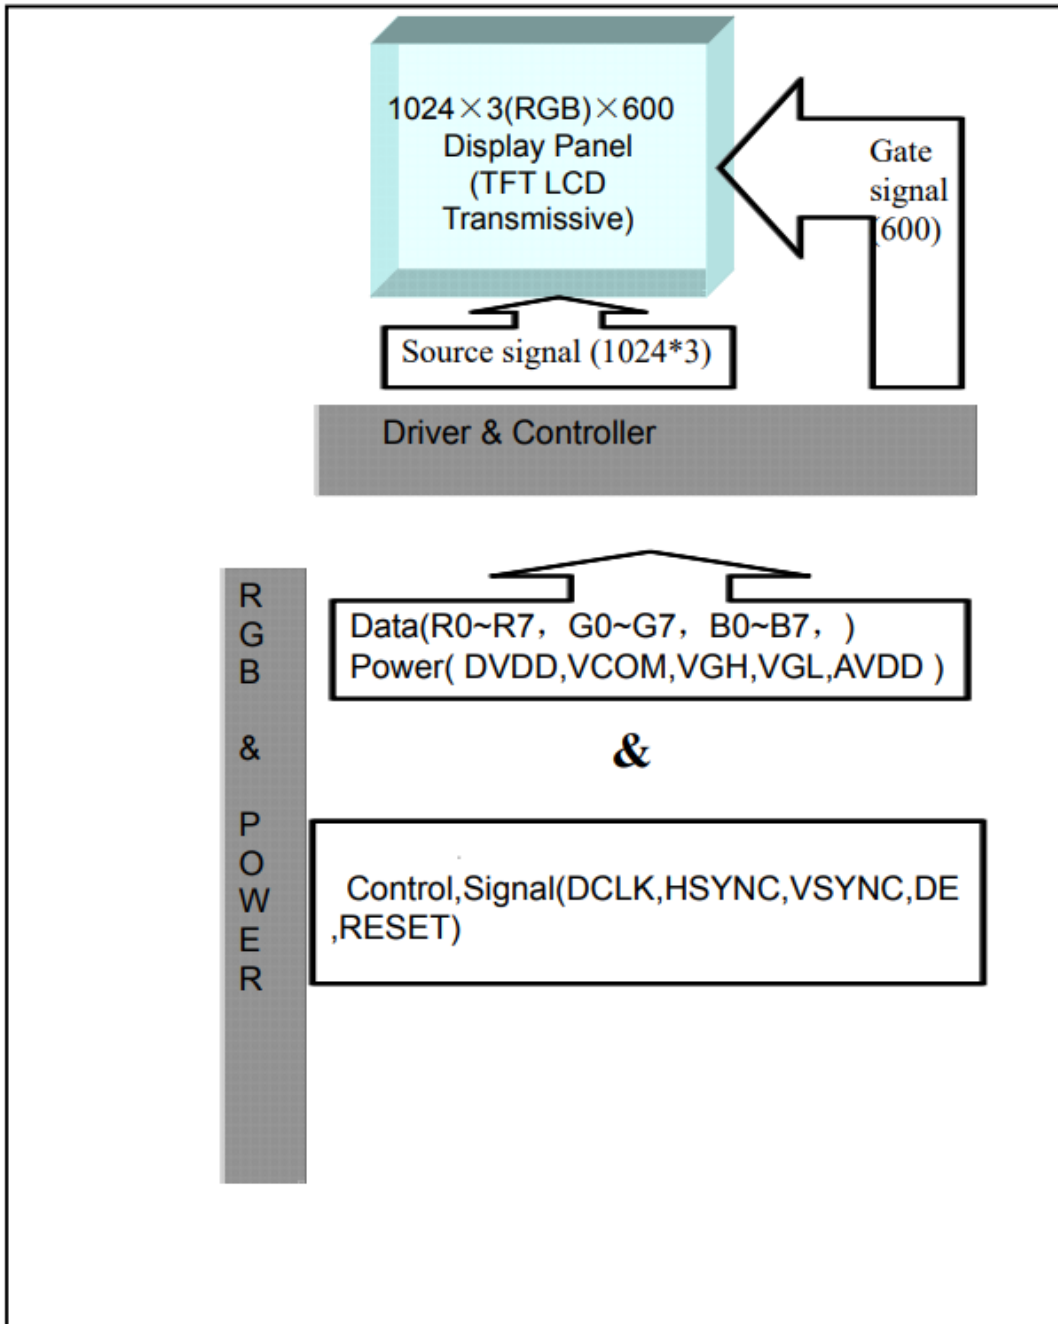 1024×3(RGB)×600
Display Panel
(TFT LCD
Transmissive)
Gate
signal
(600)
Source signal (1024*3)
Driver & Controller
R
G
B
&
P
O
W
E
R
Data(R0~R7，G0~G7，B0~B7，)
Power( DVDD,VCOM,VGH,VGL,AVDD )
&
Control,Signal(DCLK,HSYNC,VSYNC,DE
,RESET)